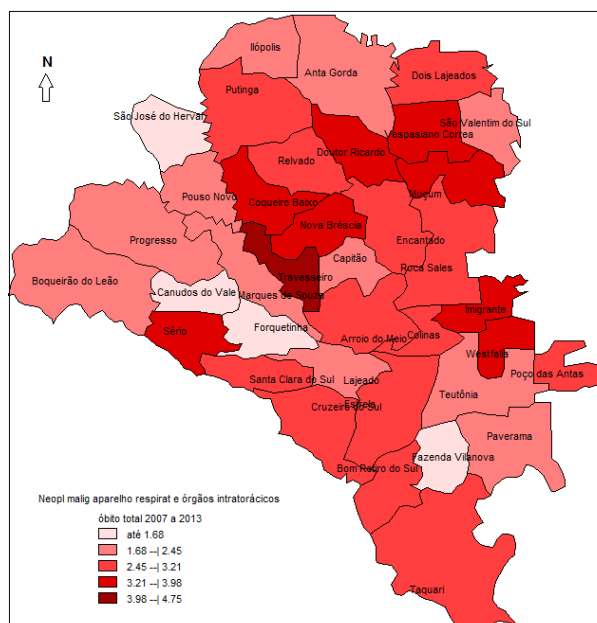 Ilópolis
Anta Gorda
N
Dois Lajeados
Putinga
São José do Herval
São Valentim do Sul
Vespasiano Correa
Doutor Ricardo
Relvado
Pouso Novo
Muçum
Coqueiro Baixo
Nova Bréscia
Progresso
Encantado
Capitão
Roca Sales
Boqueirão do Leão
Travesseiro
Canudos do Vale
Marques de Souza
Imigrante
Sério
Forquetinha
Arroio do Meio
Colinas
Westfalia
Poço das Antas
Santa Clara do Sul
Lajeado
Teutônia
Estrela
Cruzeiro do Sul
Paverama
Fazenda Vilanova
Bom Retiro do Sul
Neopl malig aparelho respirat e órgãos intratorácicos
óbito total 2007 a 2013
até 1.68
1.68 --| 2.45
2.45 --| 3.21
3.21 --| 3.98
3.98 --| 4.75
Taquari